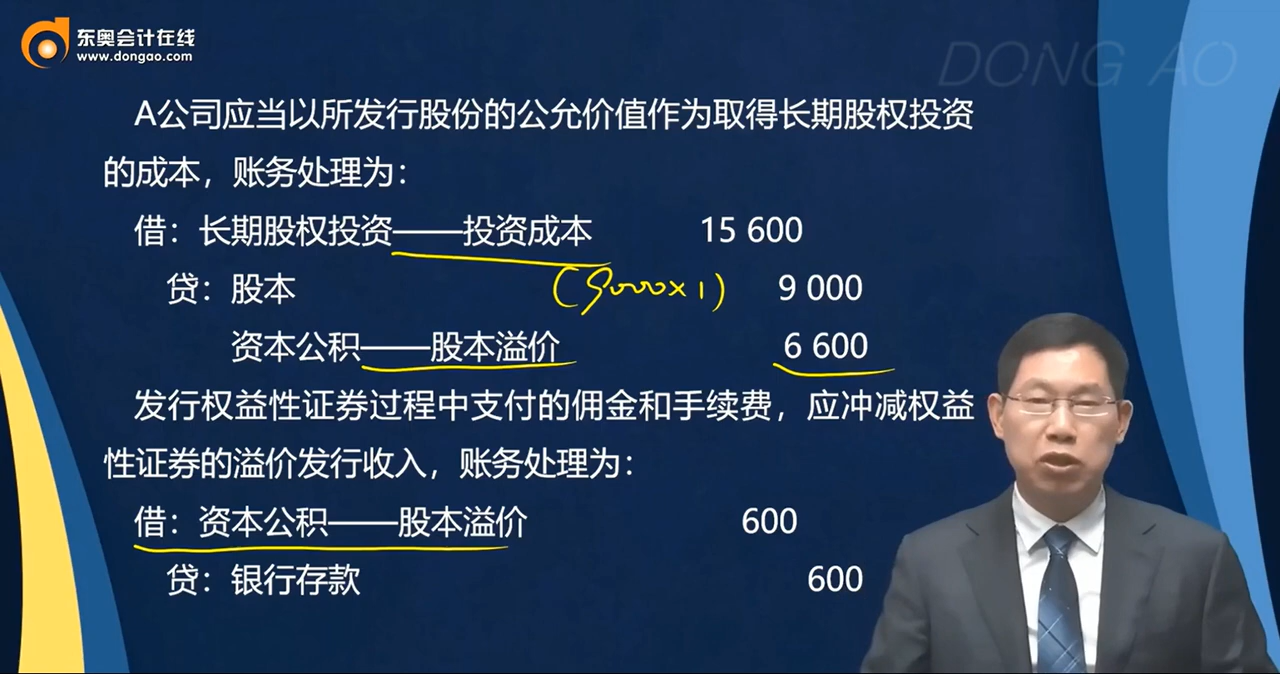 东奥会计在线
www.dongao.com
DONG AO
A公司应当以所发行股份的公允价值作为取得长期股权投资
的成本，账务处理为：
借：长期股权投资——投资成本 15 600
贷：股本 (9000×1) 9 000
资本公积——股本溢价 6 600
发行权益性证券过程中支付的佣金和手续费，应冲减权益
性证券的溢价发行收入，账务处理为：
借：资本公积——股本溢价 600
贷：银行存款 600